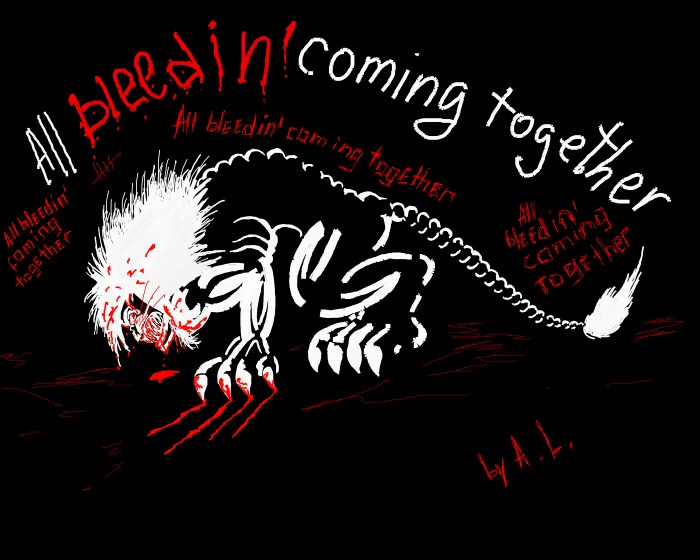 All bleedin' coming together
All bleedin' coming together
All bleedin'
coming
together
All
bleedin'
coming
together
by A. L.